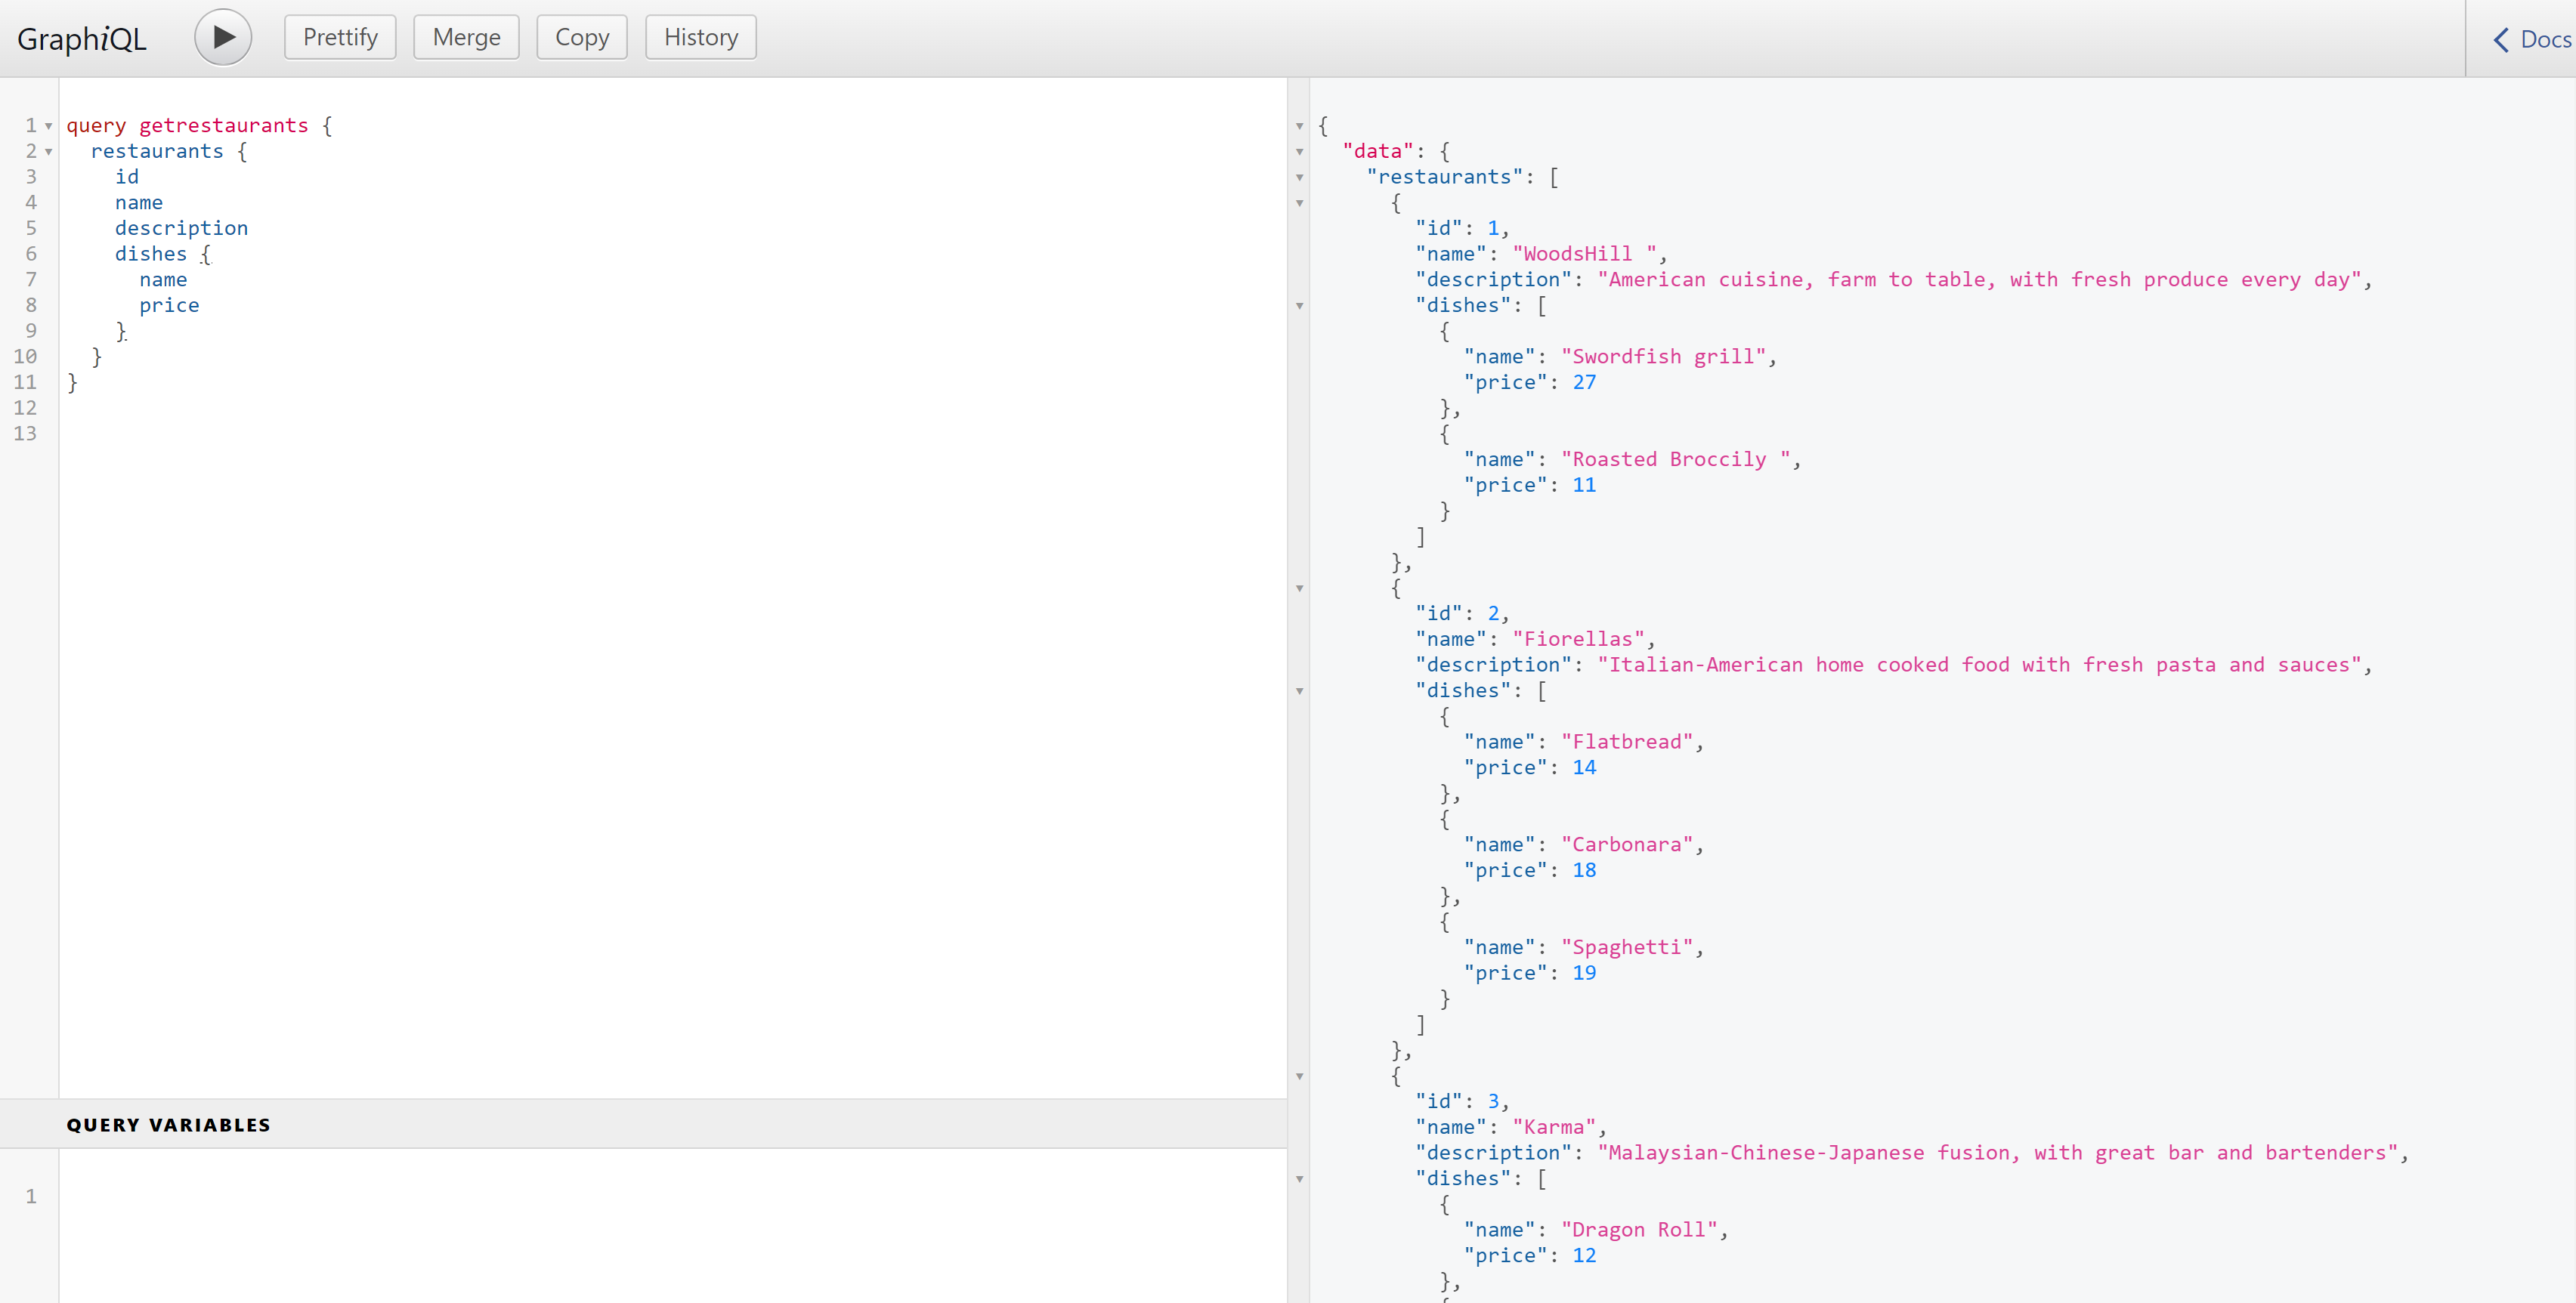 GraphiQL Prettify Merge Copy History Docs
1 query getrestaurants {
2 restaurants {
3 id
4 name
5 description
6 dishes {
7 name
8 price
9 }
10 }
11 }
12
13
QUERY VARIABLES
1
{
"data": {
"restaurants": [
{
"id": 1,
"name": "WoodsHill ",
"description": "American cuisine, farm to table, with fresh produce every day",
"dishes": [
{
"name": "Swordfish grill",
"price": 27
},
{
"name": "Roasted Broccily ",
"price": 11
}
]
},
{
"id": 2,
"name": "Fiorellas",
"description": "Italian-American home cooked food with fresh pasta and sauces",
"dishes": [
{
"name": "Flatbread",
"price": 14
},
{
"name": "Carbonara",
"price": 18
},
{
"name": "Spaghetti",
"price": 19
}
]
},
{
"id": 3,
"name": "Karma",
"description": "Malaysian-Chinese-Japanese fusion, with great bar and bartenders",
"dishes": [
{
"name": "Dragon Roll",
"price": 12
},
{